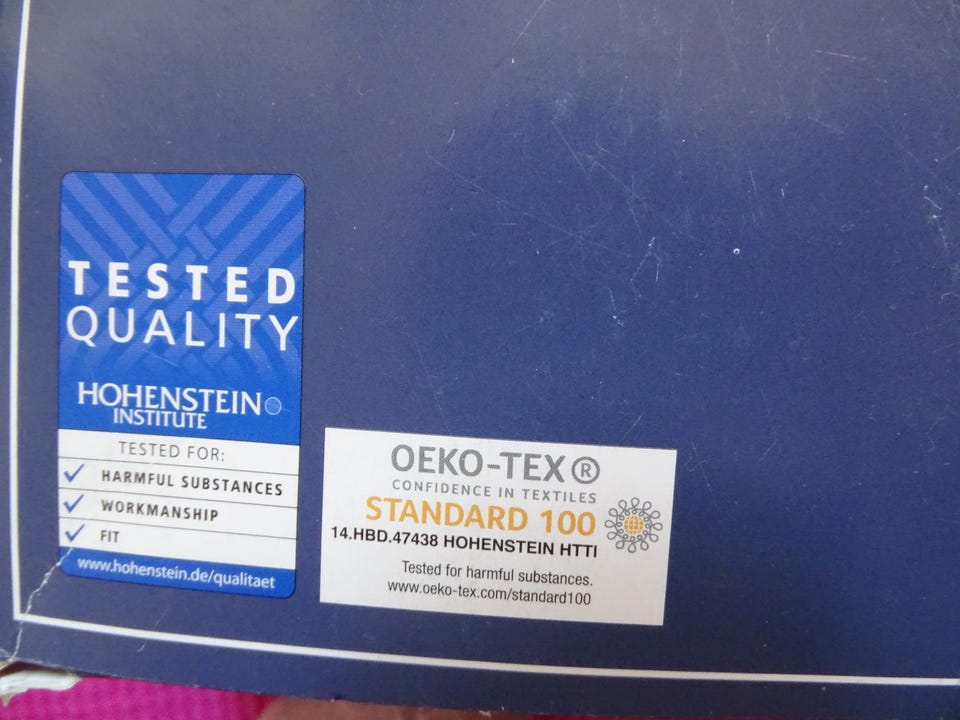 TESTED
QUALITY
HOHENSTEIN
INSTITUTE
TESTED FOR:
HARMFUL SUBSTANCES
WORKMANSHIP
FIT
www.hohenstein.de/qualitaet
OEKO-TEX®
CONFIDENCE IN TEXTILES
STANDARD 100
14.HBD.47438 HOHENSTEIN HTTI
Tested for harmful substances.
www.oeko-tex.com/standard100